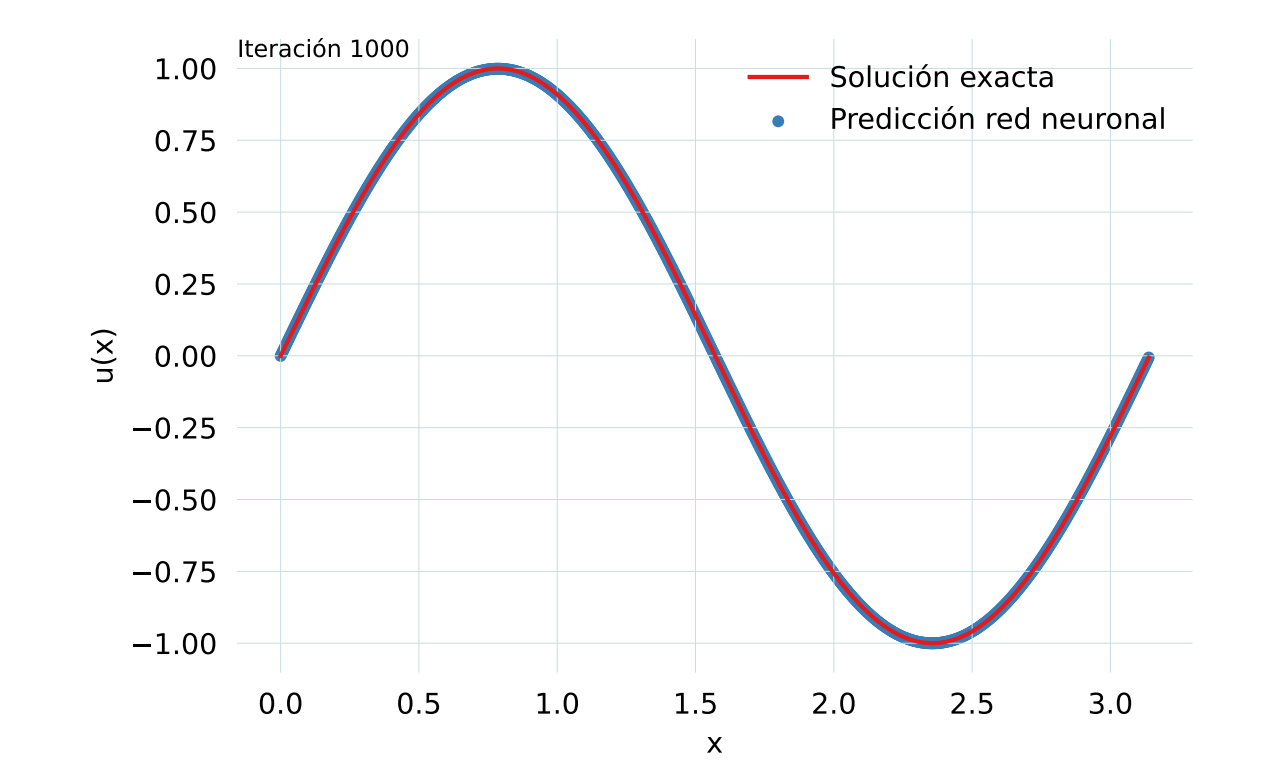 Iteración 1000
Solución exacta
Predicción red neuronal
1.00
0.75
0.50
0.25
0.00
−0.25
−0.50
−0.75
−1.00
u(x)
0.0 0.5 1.0 1.5 2.0 2.5 3.0
x